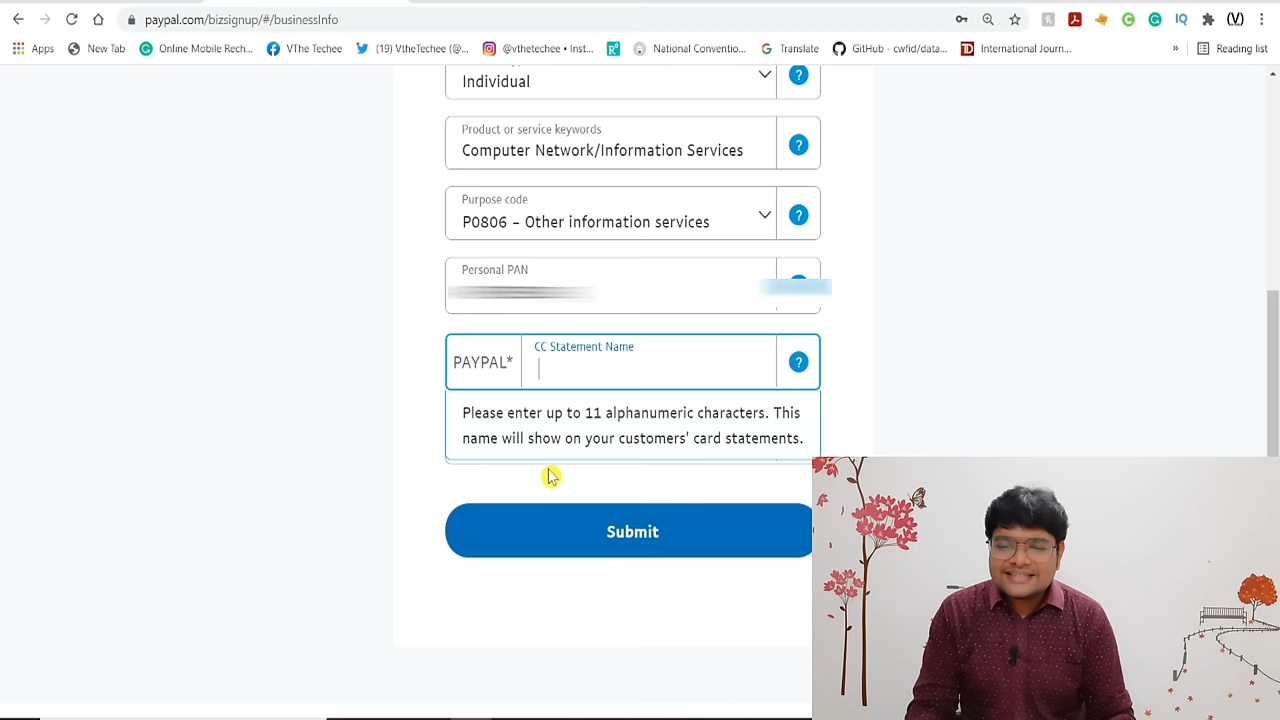 paypal.com/bizsignup/#/businessInfo
Apps
New Tab
Online Mobile Rech...
VThe Techee
(19) VtheTechee (@...
@vthetechee • Inst...
National Conventio...
Translate
GitHub - cwfid/data...
International Journ...
»
Reading list
Individual
?
Product or service keywords
Computer Network/Information Services
?
Purpose code
P0806 – Other information services
?
Personal PAN
PAYPAL*
CC Statement Name
?
Please enter up to 11 alphanumeric characters. This
name will show on your customers' card statements.
Submit